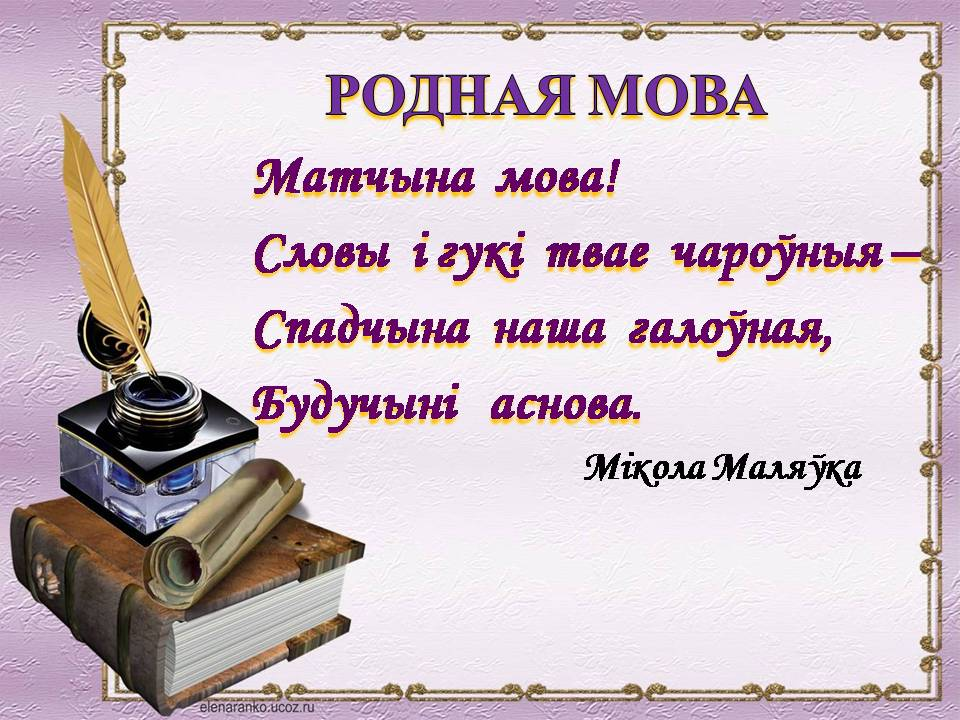 РОДНАЯ МОВА
Матчына мова!
Словы і гукі твае чароўныя –
Спадчына наша галоўная,
Будучыні аснова.
Мікола Маляўка
elenaranko.ucoz.ru